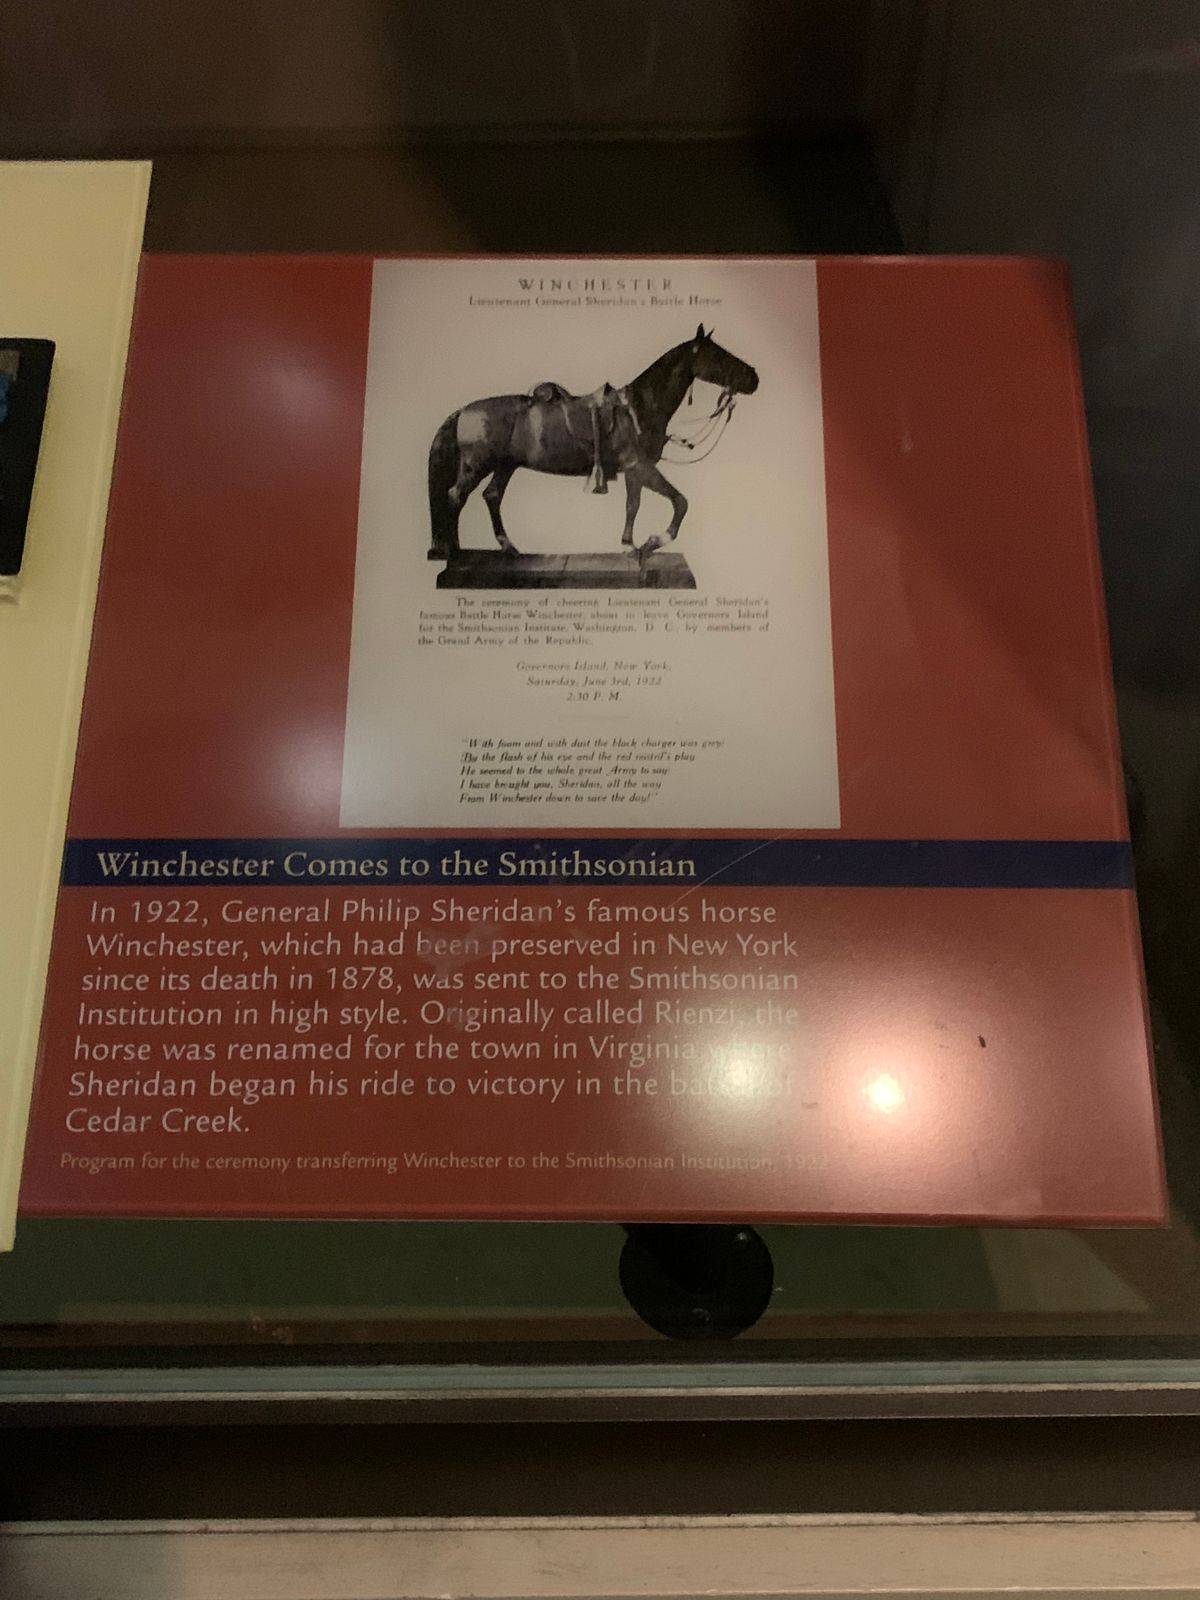 WINCHESTER
Lieutenant General Sheridan's Battle Horse
The ceremony of cheering Lieutenant General Sheridan's
famous Battle Horse Winchester, about to leave Governors Island
for the Smithsonian Institute, Washington, D. C., by members of
the Grand Army of the Republic.
Governors Island, New York,
Saturday, June 3rd, 1922
2.30 P. M.
"With foam and with dust the black charger was grey;
By the flash of his eye and the red nostril's play
He seemed to the whole great Army to say:
I have brought you, Sheridan, all the way
From Winchester down to save the day!"
Winchester Comes to the Smithsonian
In 1922, General Philip Sheridan's famous horse
Winchester, which had been preserved in New York
since its death in 1878, was sent to the Smithsonian
Institution in high style. Originally called Rienzi, the
horse was renamed for the town in Virginia where
Sheridan began his ride to victory in the battle of
Cedar Creek.
Program for the ceremony transferring Winchester to the Smithsonian Institution, 1922